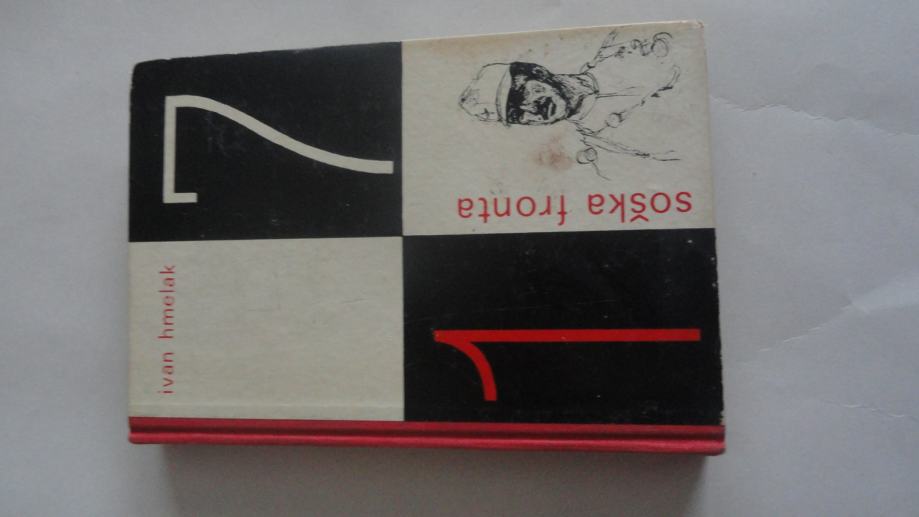 ivan hmelak
7
1
soška fronta